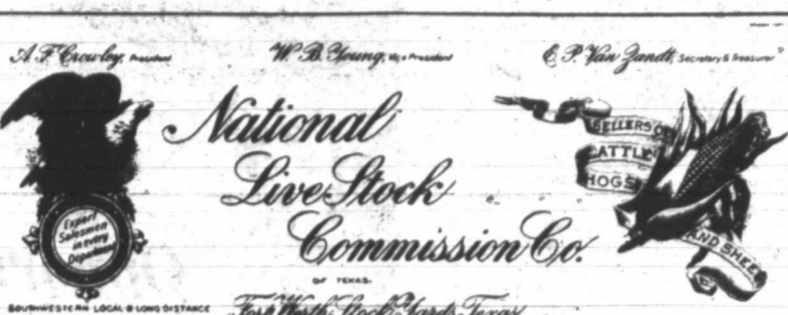 A. F. Crowley, President
W. B. Young, Vice President
E. P. Van Zandt, Secretary & Treasurer
National
Live Stock
Commission Co.
OF TEXAS.
Fort Worth Stock Yards, Texas
Expert
Salesmen
in every
Department
SOUTHWESTERN LOCAL & LONG DISTANCE
SELLERS OF
CATTLE
HOGS
AND SHEEP